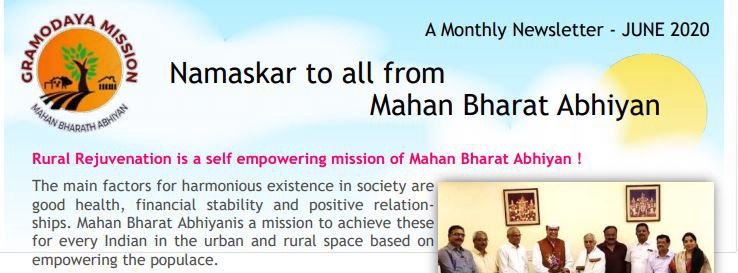 GRAMODAYA MISSION
MAHAN BHARATH ABHIYAN
A Monthly Newsletter - JUNE 2020
Namaskar to all from
Mahan Bharat Abhiyan
Rural Rejuvenation is a self empowering mission of Mahan Bharat Abhiyan !
The main factors for harmonious existence in society are
good health, financial stability and positive relation-
ships. Mahan Bharat Abhiyanis a mission to achieve these
for every Indian in the urban and rural space based on
empowering the populace.